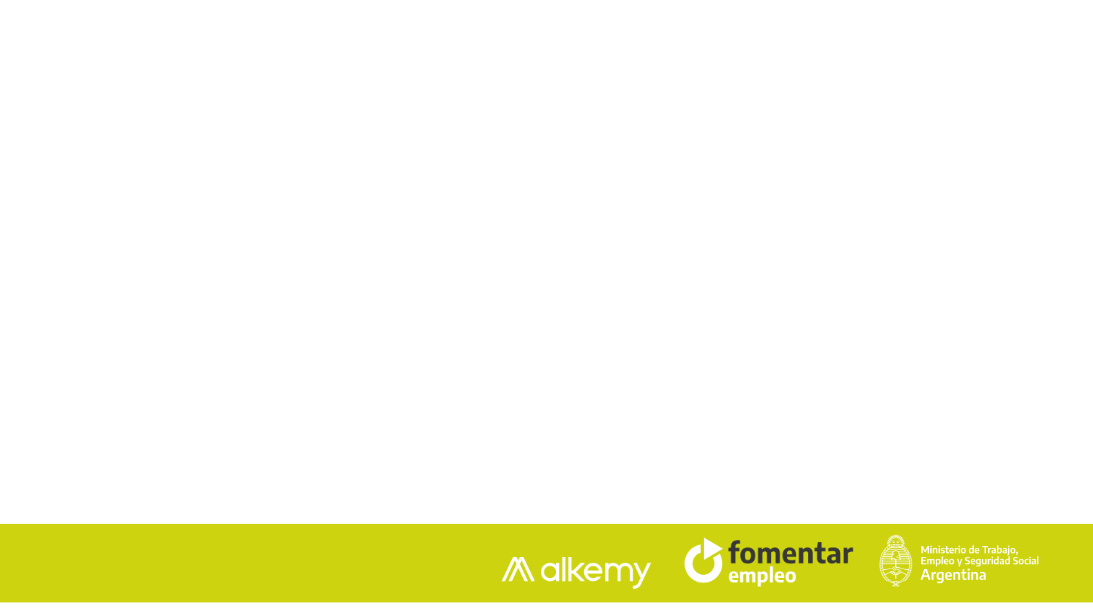 alkemy
fomentar
empleo
Ministerio de Trabajo,
Empleo y Seguridad Social
Argentina